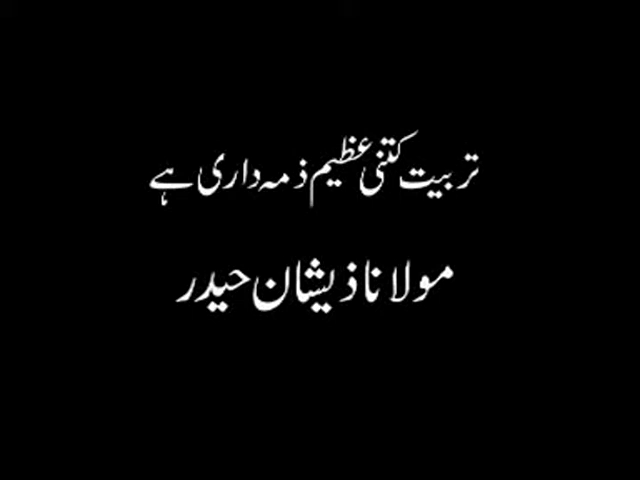 تربیت کتنی عظیم ذمہ داری ہے
مولانا ذیشان حیدر